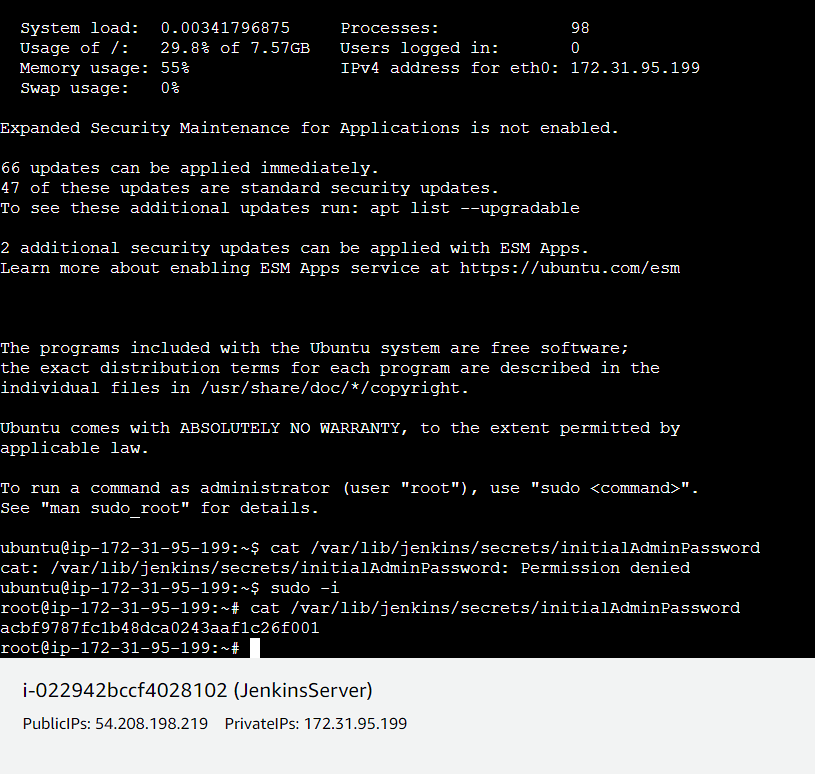 System load: 0.00341796875 Processes: 98
Usage of /: 29.8% of 7.57GB Users logged in: 0
Memory usage: 55% IPv4 address for eth0: 172.31.95.199
Swap usage: 0%
Expanded Security Maintenance for Applications is not enabled.
66 updates can be applied immediately.
47 of these updates are standard security updates.
To see these additional updates run: apt list --upgradable
2 additional security updates can be applied with ESM Apps.
Learn more about enabling ESM Apps service at https://ubuntu.com/esm
The programs included with the Ubuntu system are free software;
the exact distribution terms for each program are described in the
individual files in /usr/share/doc/*/copyright.
Ubuntu comes with ABSOLUTELY NO WARRANTY, to the extent permitted by
applicable law.
To run a command as administrator (user "root"), use "sudo <command>".
See "man sudo_root" for details.
ubuntu@ip-172-31-95-199:~$ cat /var/lib/jenkins/secrets/initialAdminPassword
cat: /var/lib/jenkins/secrets/initialAdminPassword: Permission denied
ubuntu@ip-172-31-95-199:~$ sudo -i
root@ip-172-31-95-199:~# cat /var/lib/jenkins/secrets/initialAdminPassword
acbf9787fc1b48dca0243aaf1c26f001
root@ip-172-31-95-199:~#
i-022942bccf4028102 (JenkinsServer)
PublicIPs: 54.208.198.219 PrivateIPs: 172.31.95.199